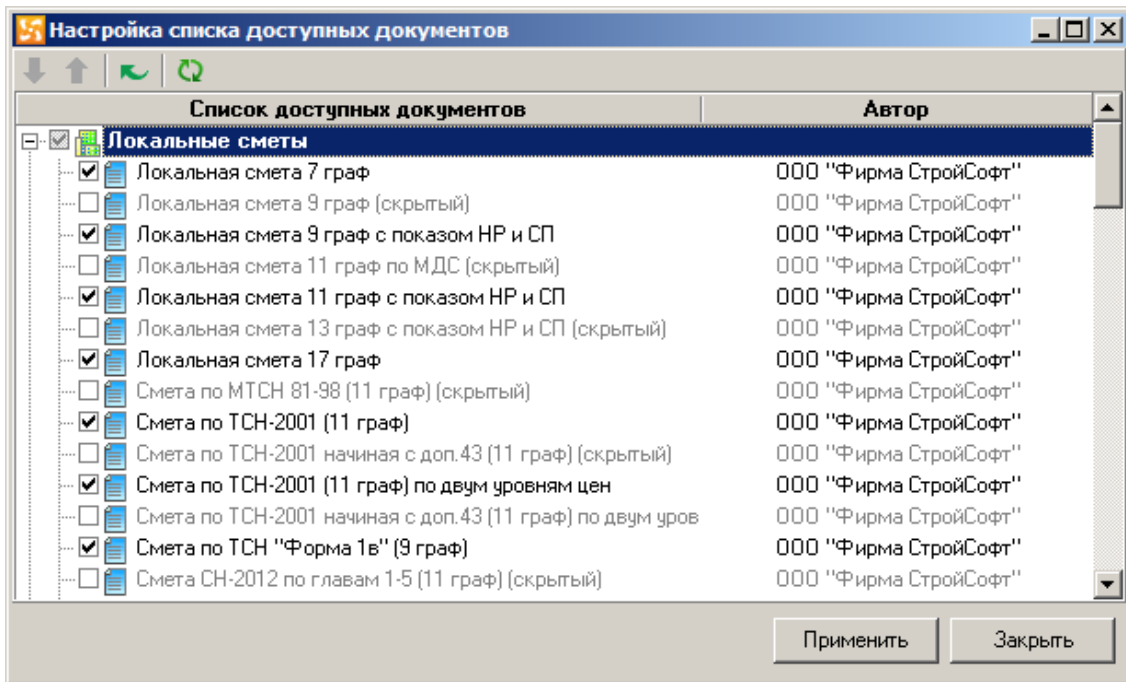 Настройка списка доступных документов
Список доступных документов Автор
Локальные сметы
Локальная смета 7 граф ООО "Фирма СтройСофт"
Локальная смета 9 граф (скрытый) ООО "Фирма СтройСофт"
Локальная смета 9 граф с показом НР и СП ООО "Фирма СтройСофт"
Локальная смета 11 граф по МДС (скрытый) ООО "Фирма СтройСофт"
Локальная смета 11 граф с показом НР и СП ООО "Фирма СтройСофт"
Локальная смета 13 граф с показом НР и СП (скрытый) ООО "Фирма СтройСофт"
Локальная смета 17 граф ООО "Фирма СтройСофт"
Смета по МТСН 81-98 (11 граф) (скрытый) ООО "Фирма СтройСофт"
Смета по ТСН-2001 (11 граф) ООО "Фирма СтройСофт"
Смета по ТСН-2001 начиная с доп.43 (11 граф) (скрытый) ООО "Фирма СтройСофт"
Смета по ТСН-2001 (11 граф) по двум уровням цен ООО "Фирма СтройСофт"
Смета по ТСН-2001 начиная с доп.43 (11 граф) по двум уров ООО "Фирма СтройСофт"
Смета по ТСН "Форма 1в" (9 граф) ООО "Фирма СтройСофт"
Смета СН-2012 по главам 1-5 (11 граф) (скрытый) ООО "Фирма СтройСофт"
Применить Закрыть